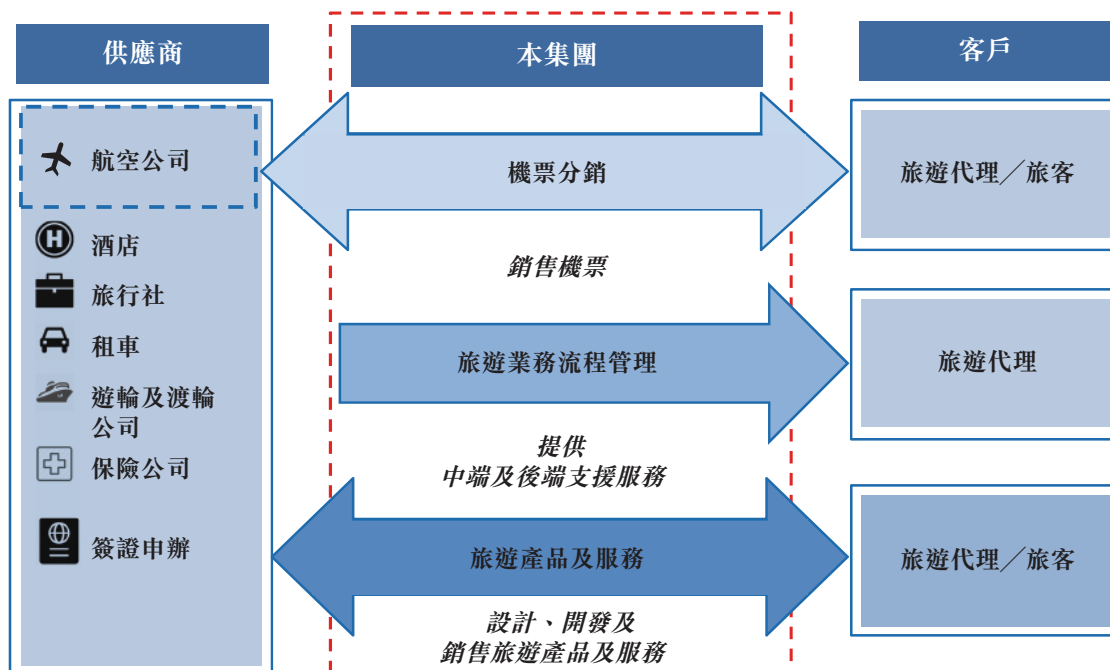 供應商
本集團
客戶
航空公司
酒店
旅行社
租車
遊輪及渡輪
公司
保險公司
簽證申辦
機票分銷
銷售機票
旅遊業務流程管理
提供
中端及後端支援服務
旅遊產品及服務
設計、開發及
銷售旅遊產品及服務
旅遊代理／旅客
旅遊代理
旅遊代理／旅客
H